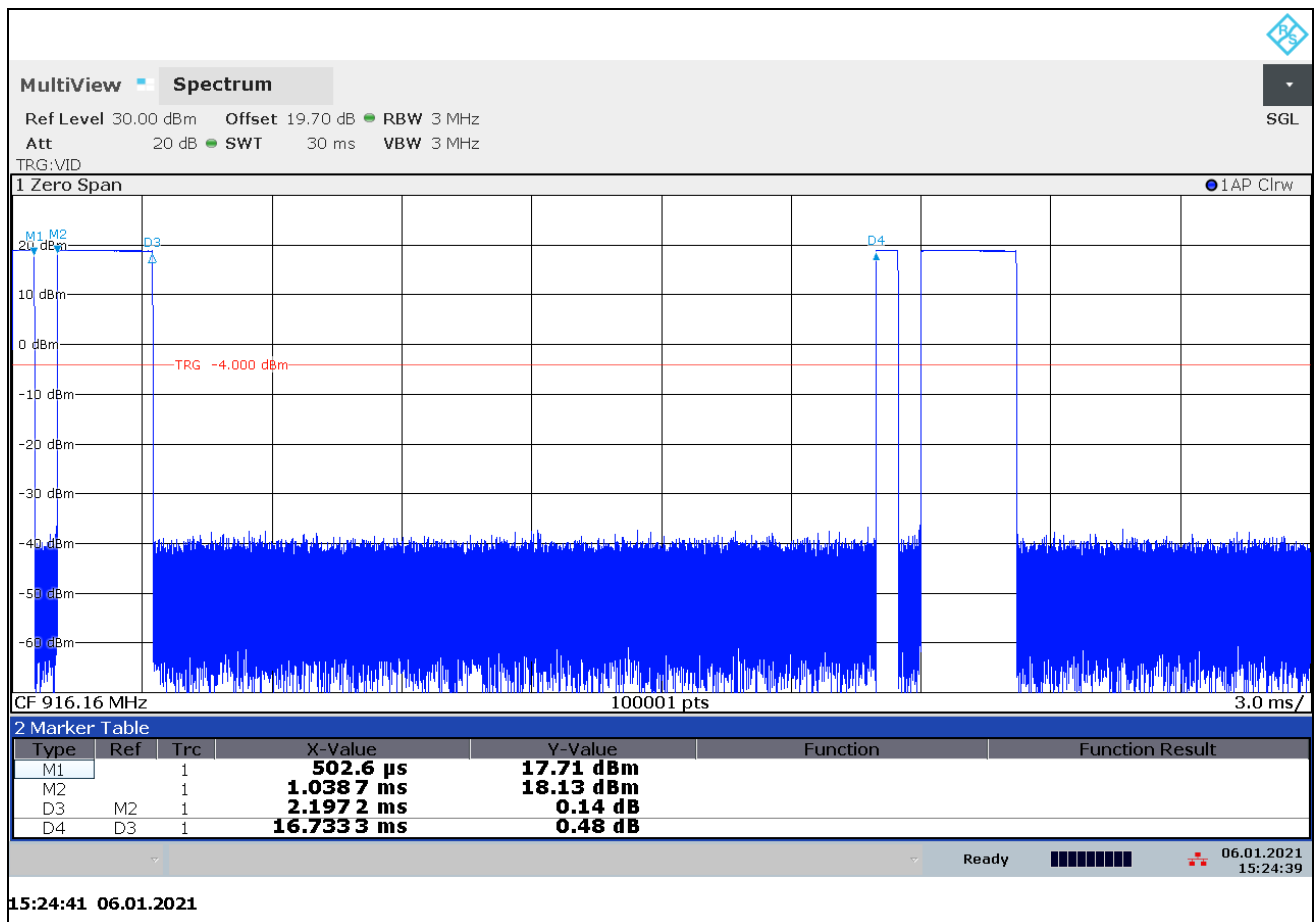 R&S
MultiView Spectrum
Ref Level 30.00 dBm Offset 19.70 dB RBW 3 MHz SGL
Att 20 dB SWT 30 ms VBW 3 MHz
TRG:VID
1 Zero Span 1AP Clrw
M1 M2 D3 D4
20 dBm
10 dBm
0 dBm
TRG -4.000 dBm
-10 dBm
-20 dBm
-30 dBm
-40 dBm
-50 dBm
-60 dBm
CF 916.16 MHz 100001 pts 3.0 ms/
2 Marker Table
Type Ref Trc X-Value Y-Value Function Function Result
M1 1 502.6 µs 17.71 dBm
M2 1 1.038 7 ms 18.13 dBm
D3 M2 1 2.197 2 ms 0.14 dB
D4 D3 1 16.733 3 ms 0.48 dB
Ready 06.01.2021
15:24:39
15:24:41 06.01.2021